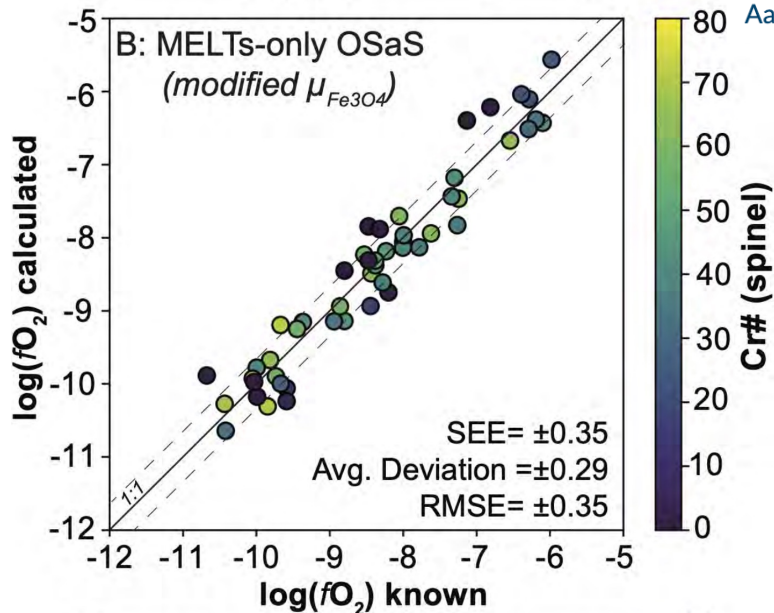 Aa
B: MELTs-only OSaS
(modified μFe3O4)
-5
-6
-7
-8
-9
-10
-11
-12
log(fO2) calculated
1:1
SEE= ±0.35
Avg. Deviation =±0.29
RMSE= ±0.35
-12 -11 -10 -9 -8 -7 -6 -5
log(fO2) known
80
70
60
50
40
30
20
10
0
Cr# (spinel)